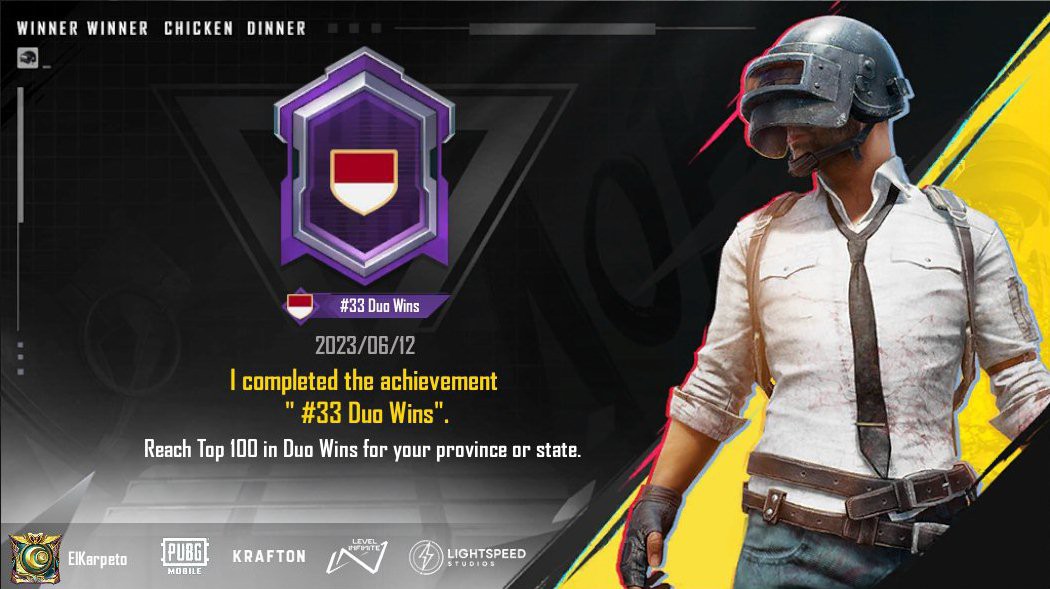 WINNER WINNER CHICKEN DINNER
#33 Duo Wins
2023/06/12
I completed the achievement
" #33 Duo Wins".
Reach Top 100 in Duo Wins for your province or state.
ElKarpeto
PUBG
MOBILE
KRAFTON
LEVEL
INFINITE
LIGHTSPEED
STUDIOS